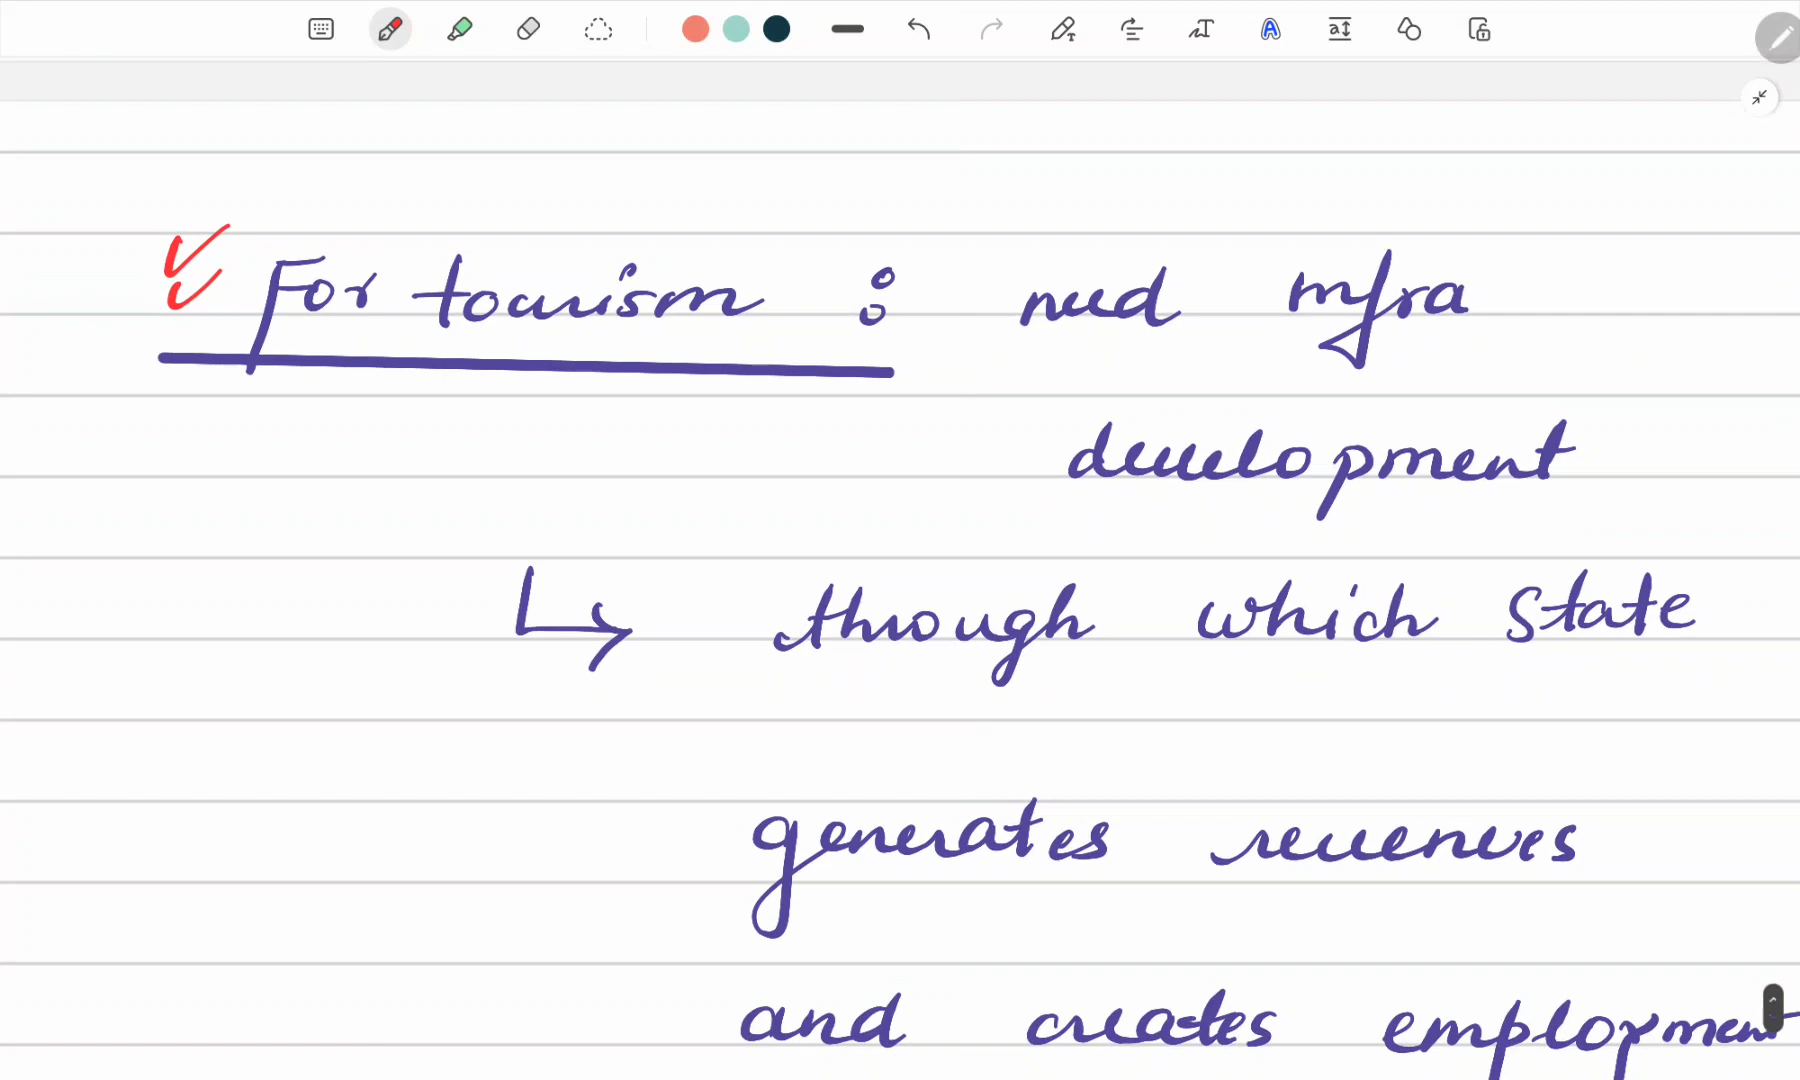 For tourism : need infra
development
↳ through which state
generates revenues
and creates employment